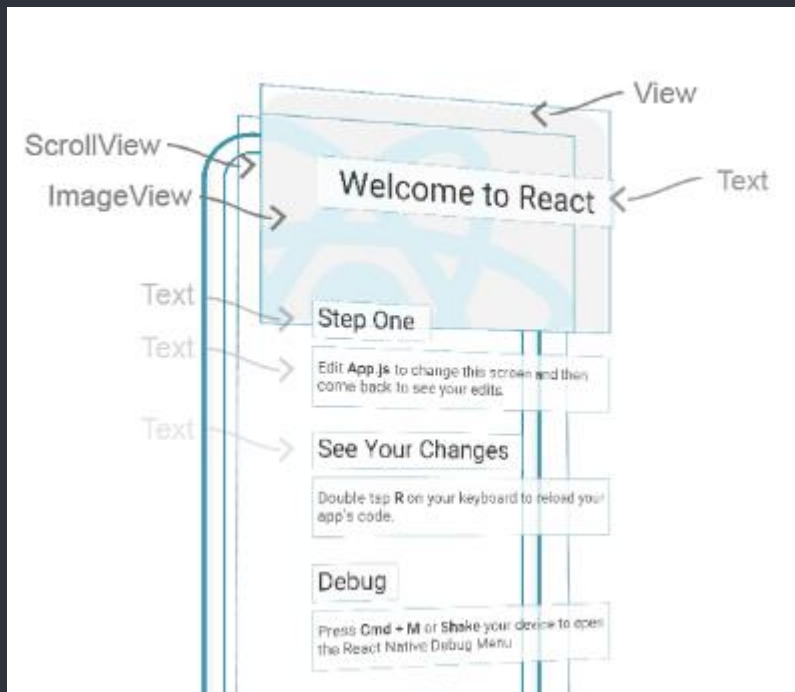 View
ScrollView
Text
ImageView
Welcome to React
Text
Step One
Text
Edit App.js to change this screen and then
come back to see your edits.
Text
See Your Changes
Double tap R on your keyboard to reload your
app's code.
Debug
Press Cmd + M or Shake your device to open
the React Native Debug Menu